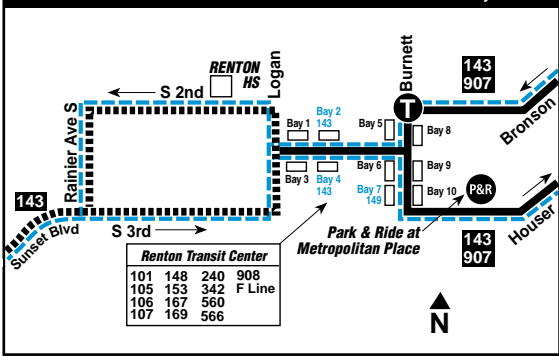 RENTON
HS
S 2nd
Logan
Burnett
143
907
Bronson
Rainier Ave S
T
Bay 1
Bay 2
143
Bay 5
Bay 8
Bay 3
Bay 4
143
Bay 6
Bay 9
Bay 7
149
Bay 10
P&R
143
Sunset Blvd
S 3rd
Park & Ride at
Metropolitan Place
Houser
143
907
Renton Transit Center
101 148 240 908
105 153 342 F Line
106 167 560
107 169 566
N